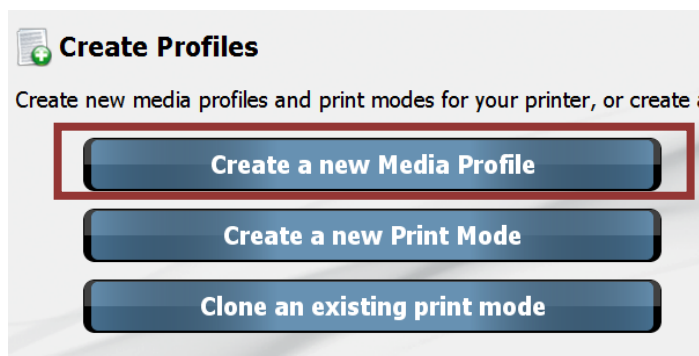 Create Profiles
Create new media profiles and print modes for your printer, or create
Create a new Media Profile
Create a new Print Mode
Clone an existing print mode